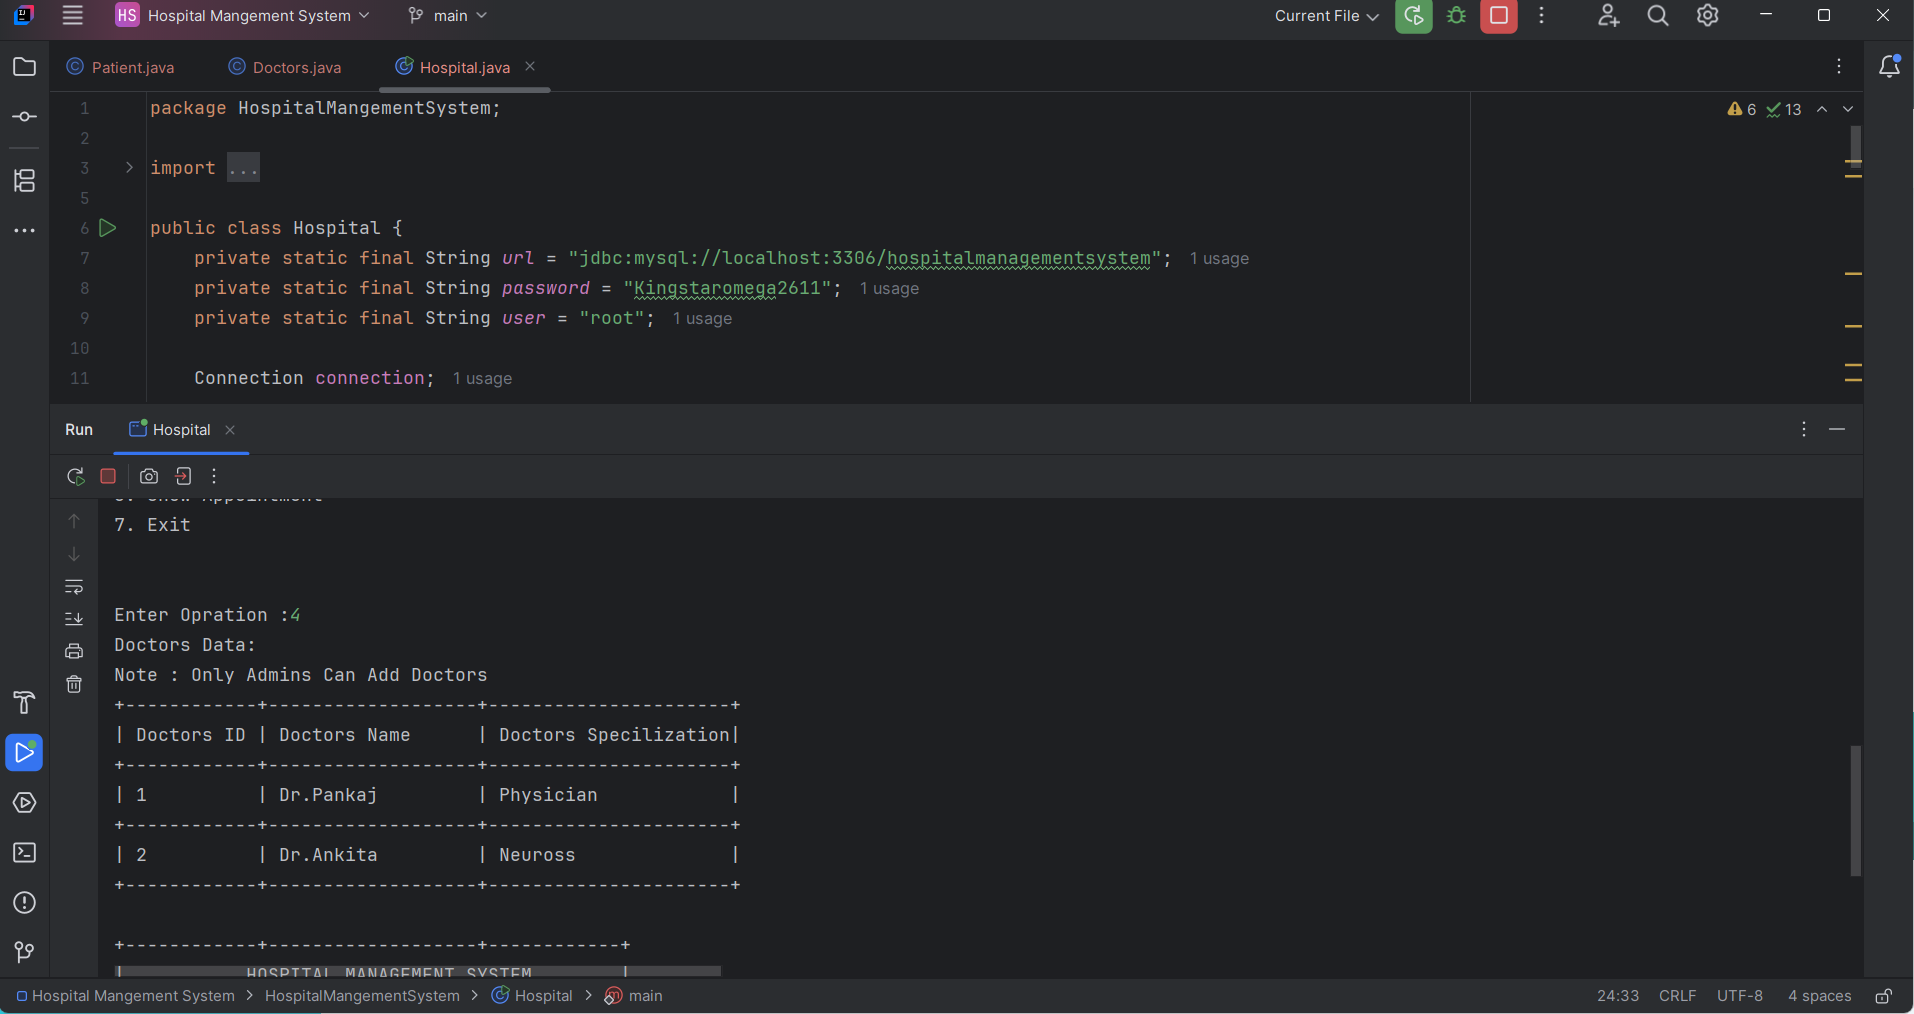 HS Hospital Mangement System main Current File
Patient.java Doctors.java Hospital.java
1 package HospitalMangementSystem; 6 13
2
3 import ...
5
6 public class Hospital {
7 private static final String url = "jdbc:mysql://localhost:3306/hospitalmanagementsystem"; 1 usage
8 private static final String password = "Kingstaromega2611"; 1 usage
9 private static final String user = "root"; 1 usage
10
11 Connection connection; 1 usage
Run Hospital
Appointment
7. Exit
Enter Opration :4
Doctors Data:
Note : Only Admins Can Add Doctors
+------------+-------------------+----------------------+
| Doctors ID | Doctors Name      | Doctors Specilization|
+------------+-------------------+----------------------+
| 1          | Dr.Pankaj         | Physician            |
+------------+-------------------+----------------------+
| 2          | Dr.Ankita         | Neuross              |
+------------+-------------------+----------------------+
+------------+-------------------+------------+
|           HOSPITAL MANAGEMENT SYSTEM        |
Hospital Mangement System > HospitalMangementSystem > Hospital > main 24:33 CRLF UTF-8 4 spaces